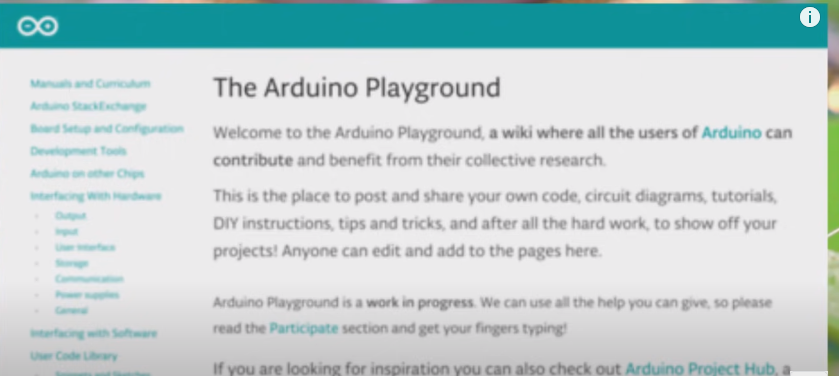 The Arduino Playground
Manuals and Curriculum
Arduino StackExchange
Board Setup and Configuration
Development Tools
Arduino on other Chips
Interfacing With Hardware
Output
Input
User Interface
Storage
Communication
Power supplies
General
Interfacing with Software
User Code Library
Snippets and Sketches
Welcome to the Arduino Playground, a wiki where all the users of Arduino can
contribute and benefit from their collective research.
This is the place to post and share your own code, circuit diagrams, tutorials,
DIY instructions, tips and tricks, and after all the hard work, to show off your
projects! Anyone can edit and add to the pages here.
Arduino Playground is a work in progress. We can use all the help you can give, so please
read the Participate section and get your fingers typing!
If you are looking for inspiration you can also check out Arduino Project Hub, a